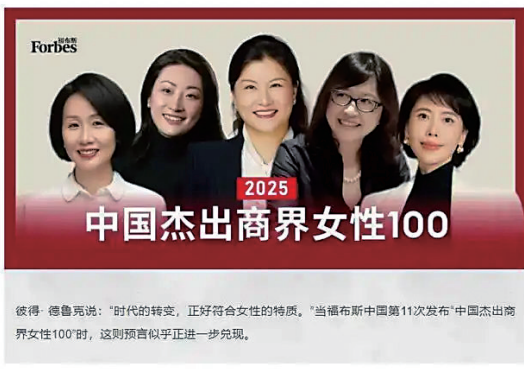 福布斯
Forbes
2025
中国杰出商界女性100
彼得·德鲁克说：“时代的转变，正好符合女性的特质。”当福布斯中国第11次发布“中国杰出商
界女性100”时，这则预言似乎正进一步兑现。